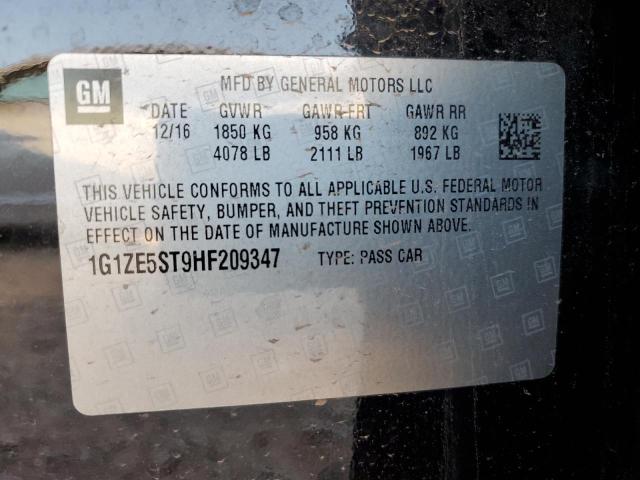 GM
MFD BY GENERAL MOTORS LLC
DATE GVWR GAWR FRT GAWR RR
12/16 1850 KG 958 KG 892 KG
4078 LB 2111 LB 1967 LB
THIS VEHICLE CONFORMS TO ALL APPLICABLE U.S. FEDERAL MOTOR
VEHICLE SAFETY, BUMPER, AND THEFT PREVENTION STANDARDS IN
EFFECT ON THE DATE OF MANUFACTURE SHOWN ABOVE.
1G1ZE5ST9HF209347 TYPE: PASS CAR